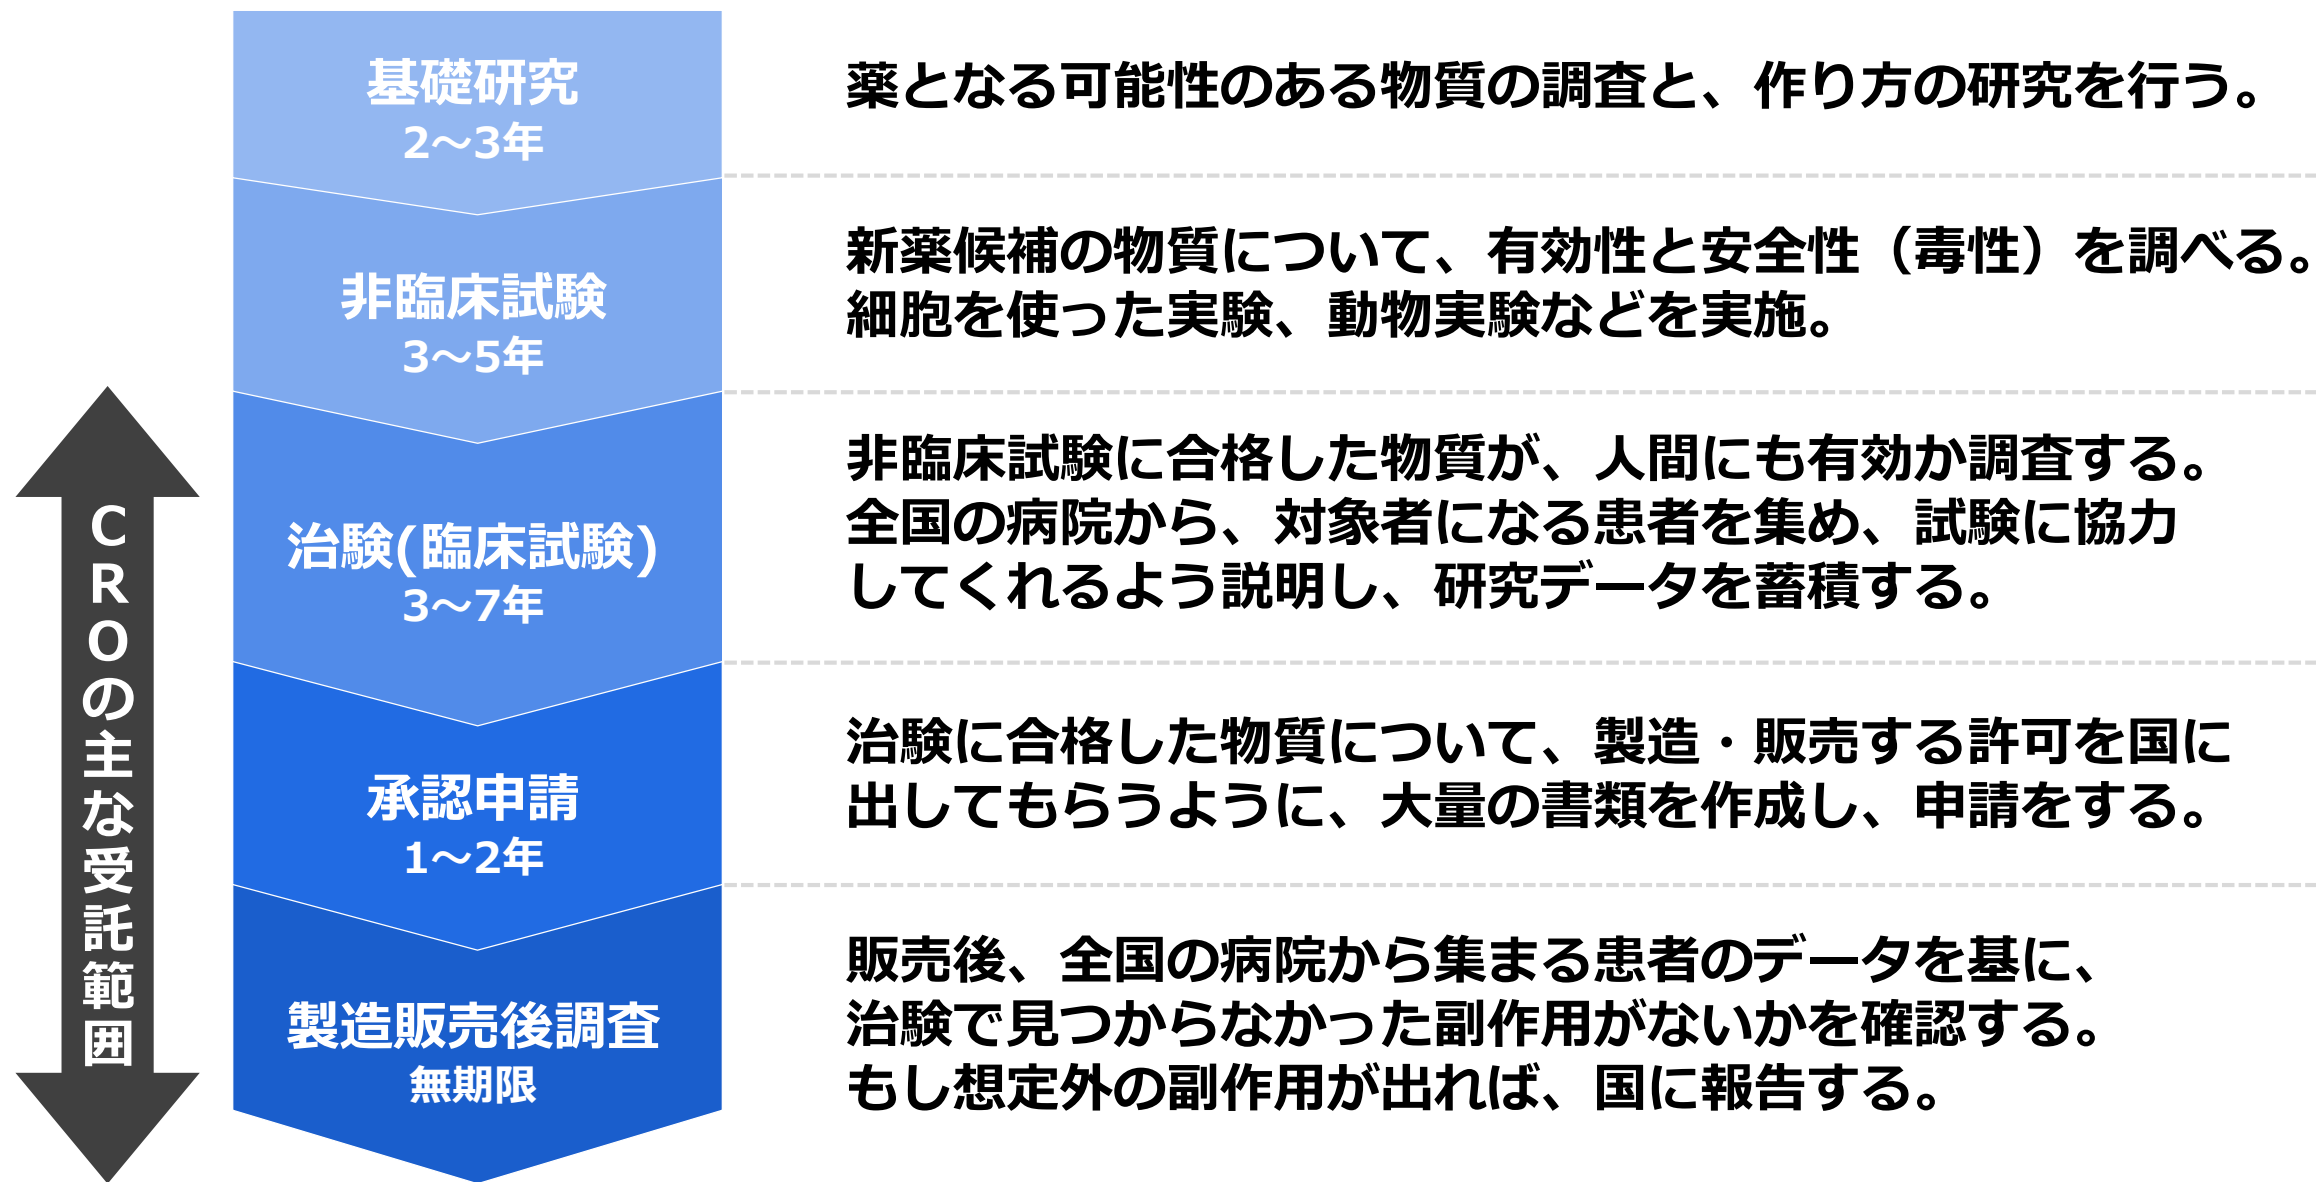 基礎研究
2～3年
薬となる可能性のある物質の調査と、作り方の研究を行う。
非臨床試験
3～5年
新薬候補の物質について、有効性と安全性（毒性）を調べる。
細胞を使った実験、動物実験などを実施。
治験(臨床試験)
3～7年
非臨床試験に合格した物質が、人間にも有効か調査する。
全国の病院から、対象者になる患者を集め、試験に協力
してくれるよう説明し、研究データを蓄積する。
承認申請
1～2年
治験に合格した物質について、製造・販売する許可を国に
出してもらうように、大量の書類を作成し、申請をする。
製造販売後調査
無期限
販売後、全国の病院から集まる患者のデータを基に、
治験で見つからなかった副作用がないかを確認する。
もし想定外の副作用が出れば、国に報告する。
CROの主な受託範囲